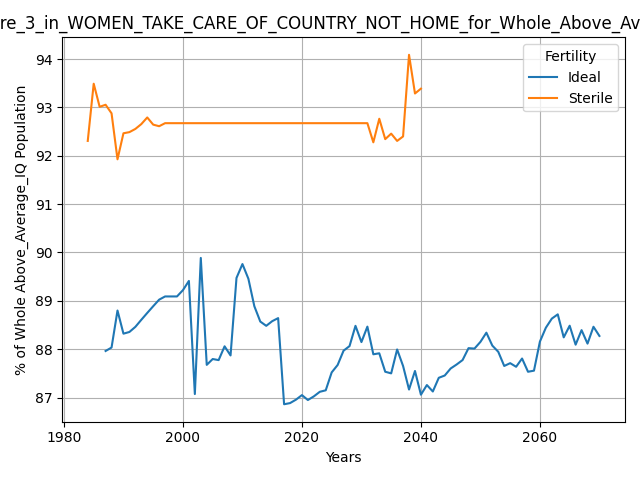 re_3_in_WOMEN_TAKE_CARE_OF_COUNTRY_NOT_HOME_for_Whole_Above_Av
Fertility
Ideal
Sterile
% of Whole Above_Average_IQ Population
94
93
92
91
90
89
88
87
1980
2000
2020
2040
2060
Years